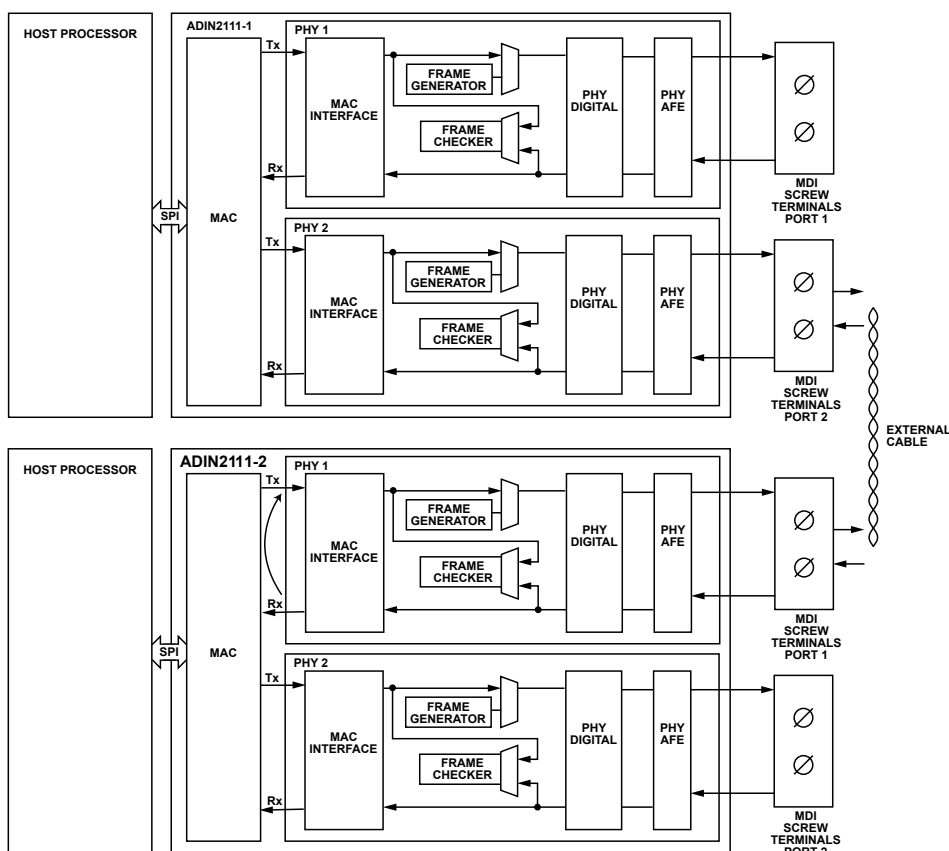 HOST PROCESSOR
ADIN2111-1
PHY 1
Tx
MAC
INTERFACE
FRAME
GENERATOR
FRAME
CHECKER
PHY
DIGITAL
PHY
AFE
Rx
MDI
SCREW
TERMINALS
PORT 1
SPI
MAC
PHY 2
Tx
MAC
INTERFACE
FRAME
GENERATOR
FRAME
CHECKER
PHY
DIGITAL
PHY
AFE
Rx
MDI
SCREW
TERMINALS
PORT 2
EXTERNAL
CABLE
HOST PROCESSOR
ADIN2111-2
PHY 1
Tx
MAC
INTERFACE
FRAME
GENERATOR
FRAME
CHECKER
PHY
DIGITAL
PHY
AFE
Rx
MDI
SCREW
TERMINALS
PORT 1
SPI
MAC
PHY 2
Tx
MAC
INTERFACE
FRAME
GENERATOR
FRAME
CHECKER
PHY
DIGITAL
PHY
AFE
Rx
MDI
SCREW
TERMINALS